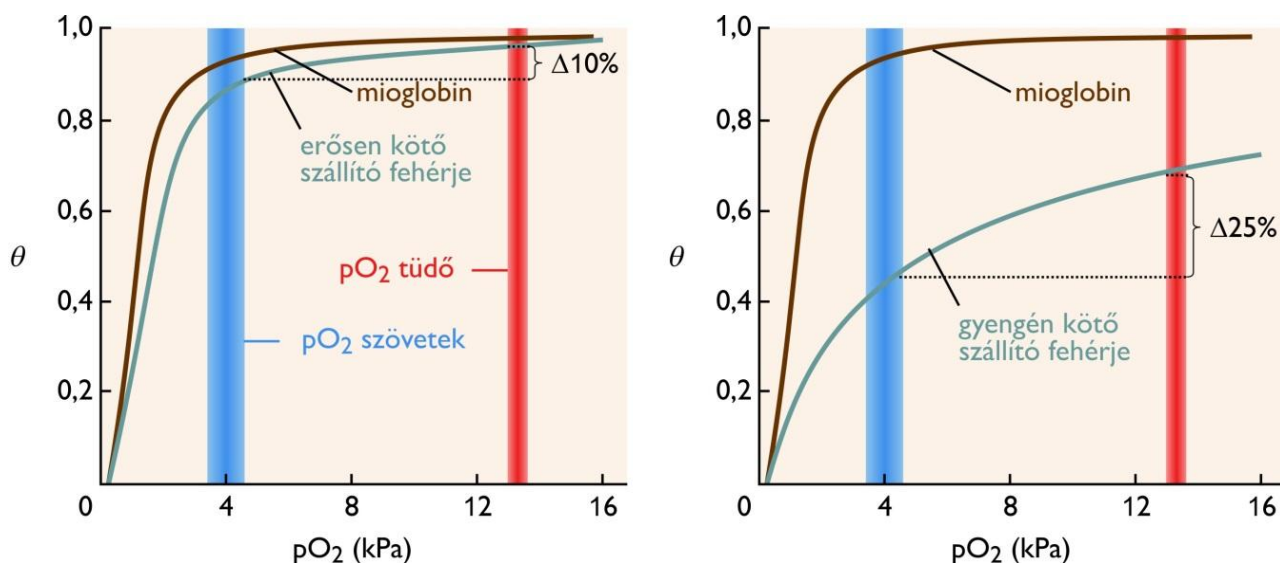 1,0
0,8
0,6
0,4
0,2
0
θ
4
8
12
16
pO2 (kPa)
mioglobin
erősen kötő
szállító fehérje
Δ10%
pO2 tüdő
pO2 szövetek
1,0
0,8
0,6
0,4
0,2
0
θ
4
8
12
16
pO2 (kPa)
mioglobin
Δ25%
gyengén kötő
szállító fehérje